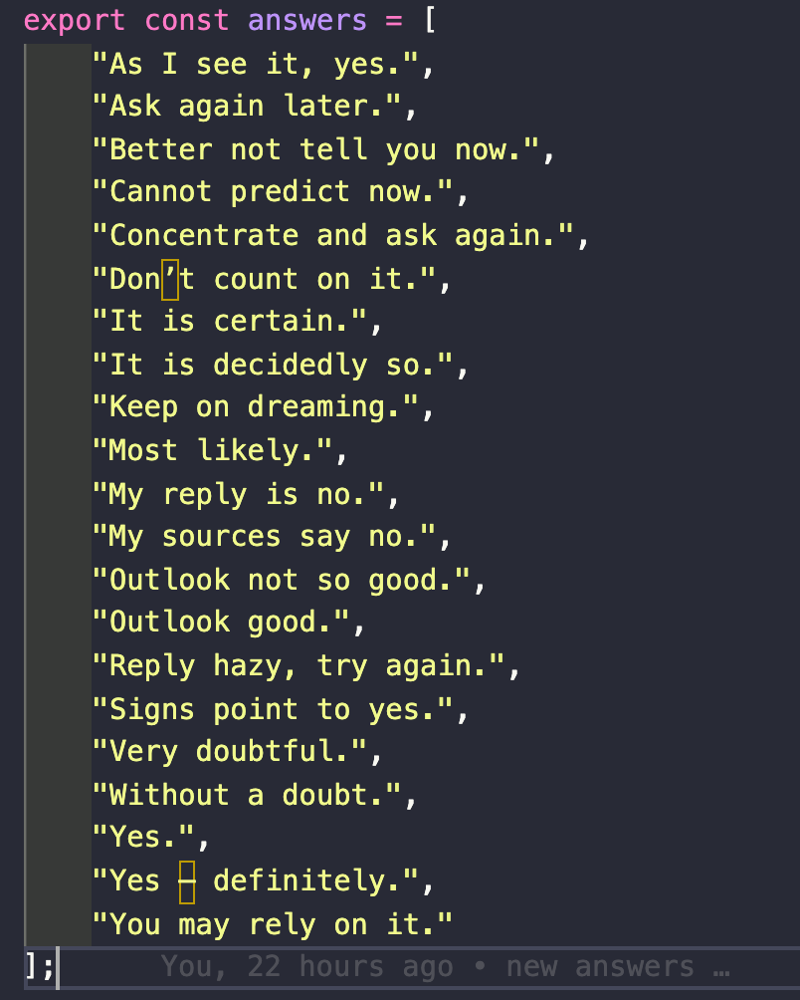 export const answers = [
"As I see it, yes.",
"Ask again later.",
"Better not tell you now.",
"Cannot predict now.",
"Concentrate and ask again.",
"Don’t count on it.",
"It is certain.",
"It is decidedly so.",
"Keep on dreaming.",
"Most likely.",
"My reply is no.",
"My sources say no.",
"Outlook not so good.",
"Outlook good.",
"Reply hazy, try again.",
"Signs point to yes.",
"Very doubtful.",
"Without a doubt.",
"Yes.",
"Yes – definitely.",
"You may rely on it."
]; You, 22 hours ago • new answers …